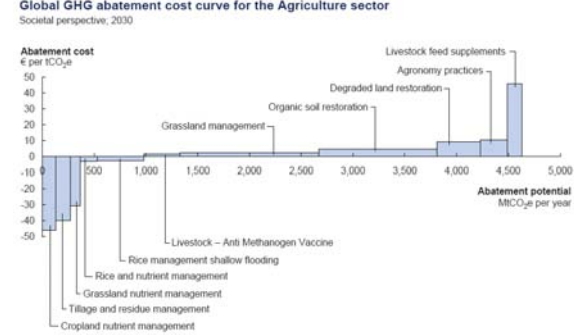 Global GHG abatement cost curve for the Agriculture sector
Societal perspective; 2030
Abatement cost
€ per tCO2e
Livestock feed supplements
Agronomy practices
Degraded land restoration
Organic soil restoration
Grassland management
50
40
30
20
10
0
-10
-20
-30
-40
-50
0 500 1,000 1,500 2,000 2,500 3,000 3,500 4,000 4,500 5,000
Abatement potential
MtCO2e per year
Livestock – Anti Methanogen Vaccine
Rice management shallow flooding
Rice and nutrient management
Grassland nutrient management
Tillage and residue management
Cropland nutrient management